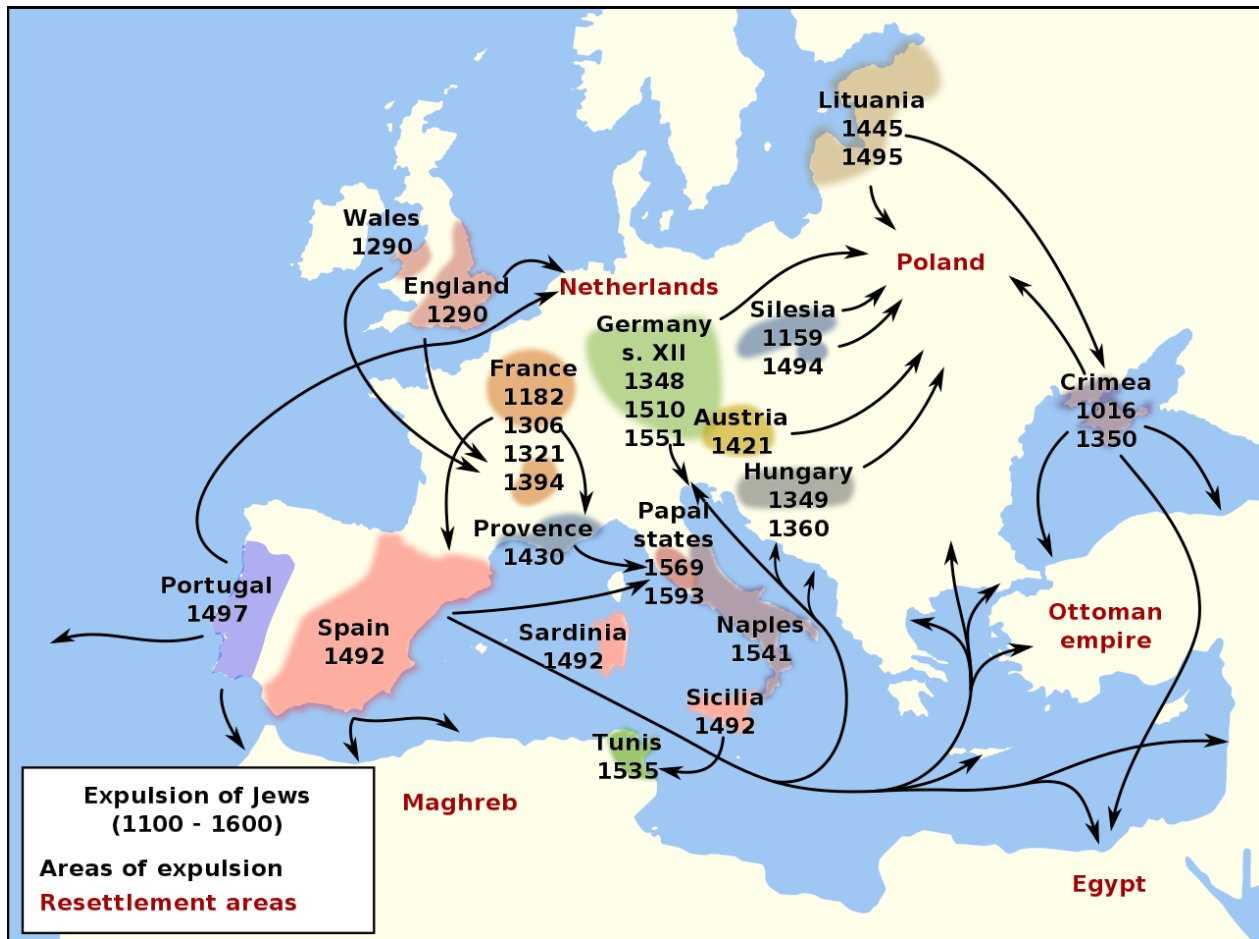 Lituania
1445
1495
Wales
1290
England
1290
Netherlands
Poland
Germany
s. XII
1348
1510
1551
Silesia
1159
1494
France
1182
1306
1321
1394
Austria
1421
Crimea
1016
1350
Hungary
1349
1360
Provence
1430
Papal
states
1569
1593
Portugal
1497
Spain
1492
Sardinia
1492
Naples
1541
Ottoman
empire
Sicilia
1492
Tunis
1535
Maghreb
Egypt
Expulsion of Jews
(1100 - 1600)
Areas of expulsion
Resettlement areas